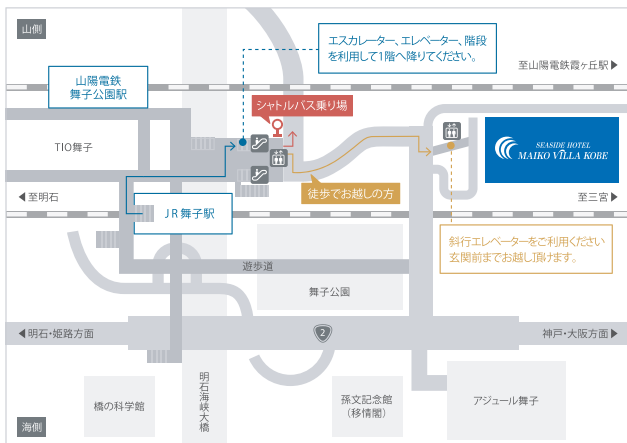 山側
エスカレーター、エレベーター、階段
を利用して1階へ降りてください。
至山陽電鉄霞ヶ丘駅▶
山陽電鉄
舞子公園駅
シャトルバス乗り場
TIO舞子
SEASIDE HOTEL
MAIKO VILLA KOBE
徒歩でお越しの方
◀至明石
至三宮▶
JR舞子駅
斜行エレベーターをご利用ください
玄関前までお越し頂けます。
遊歩道
舞子公園
◀明石・姫路方面
2
神戸・大阪方面▶
明石海峡大橋
橋の科学館
孫文記念館
(移情閣)
アジュール舞子
海側